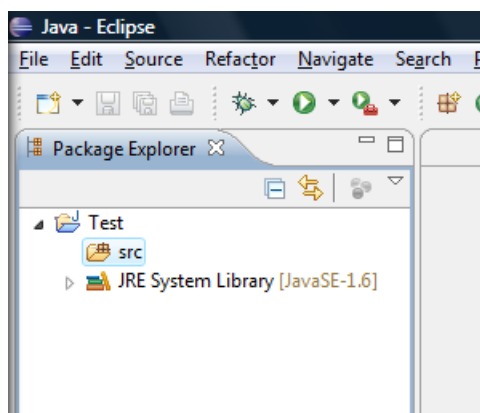 Java - Eclipse
File Edit Source Refactor Navigate Search
Package Explorer
Test
src
JRE System Library [JavaSE-1.6]